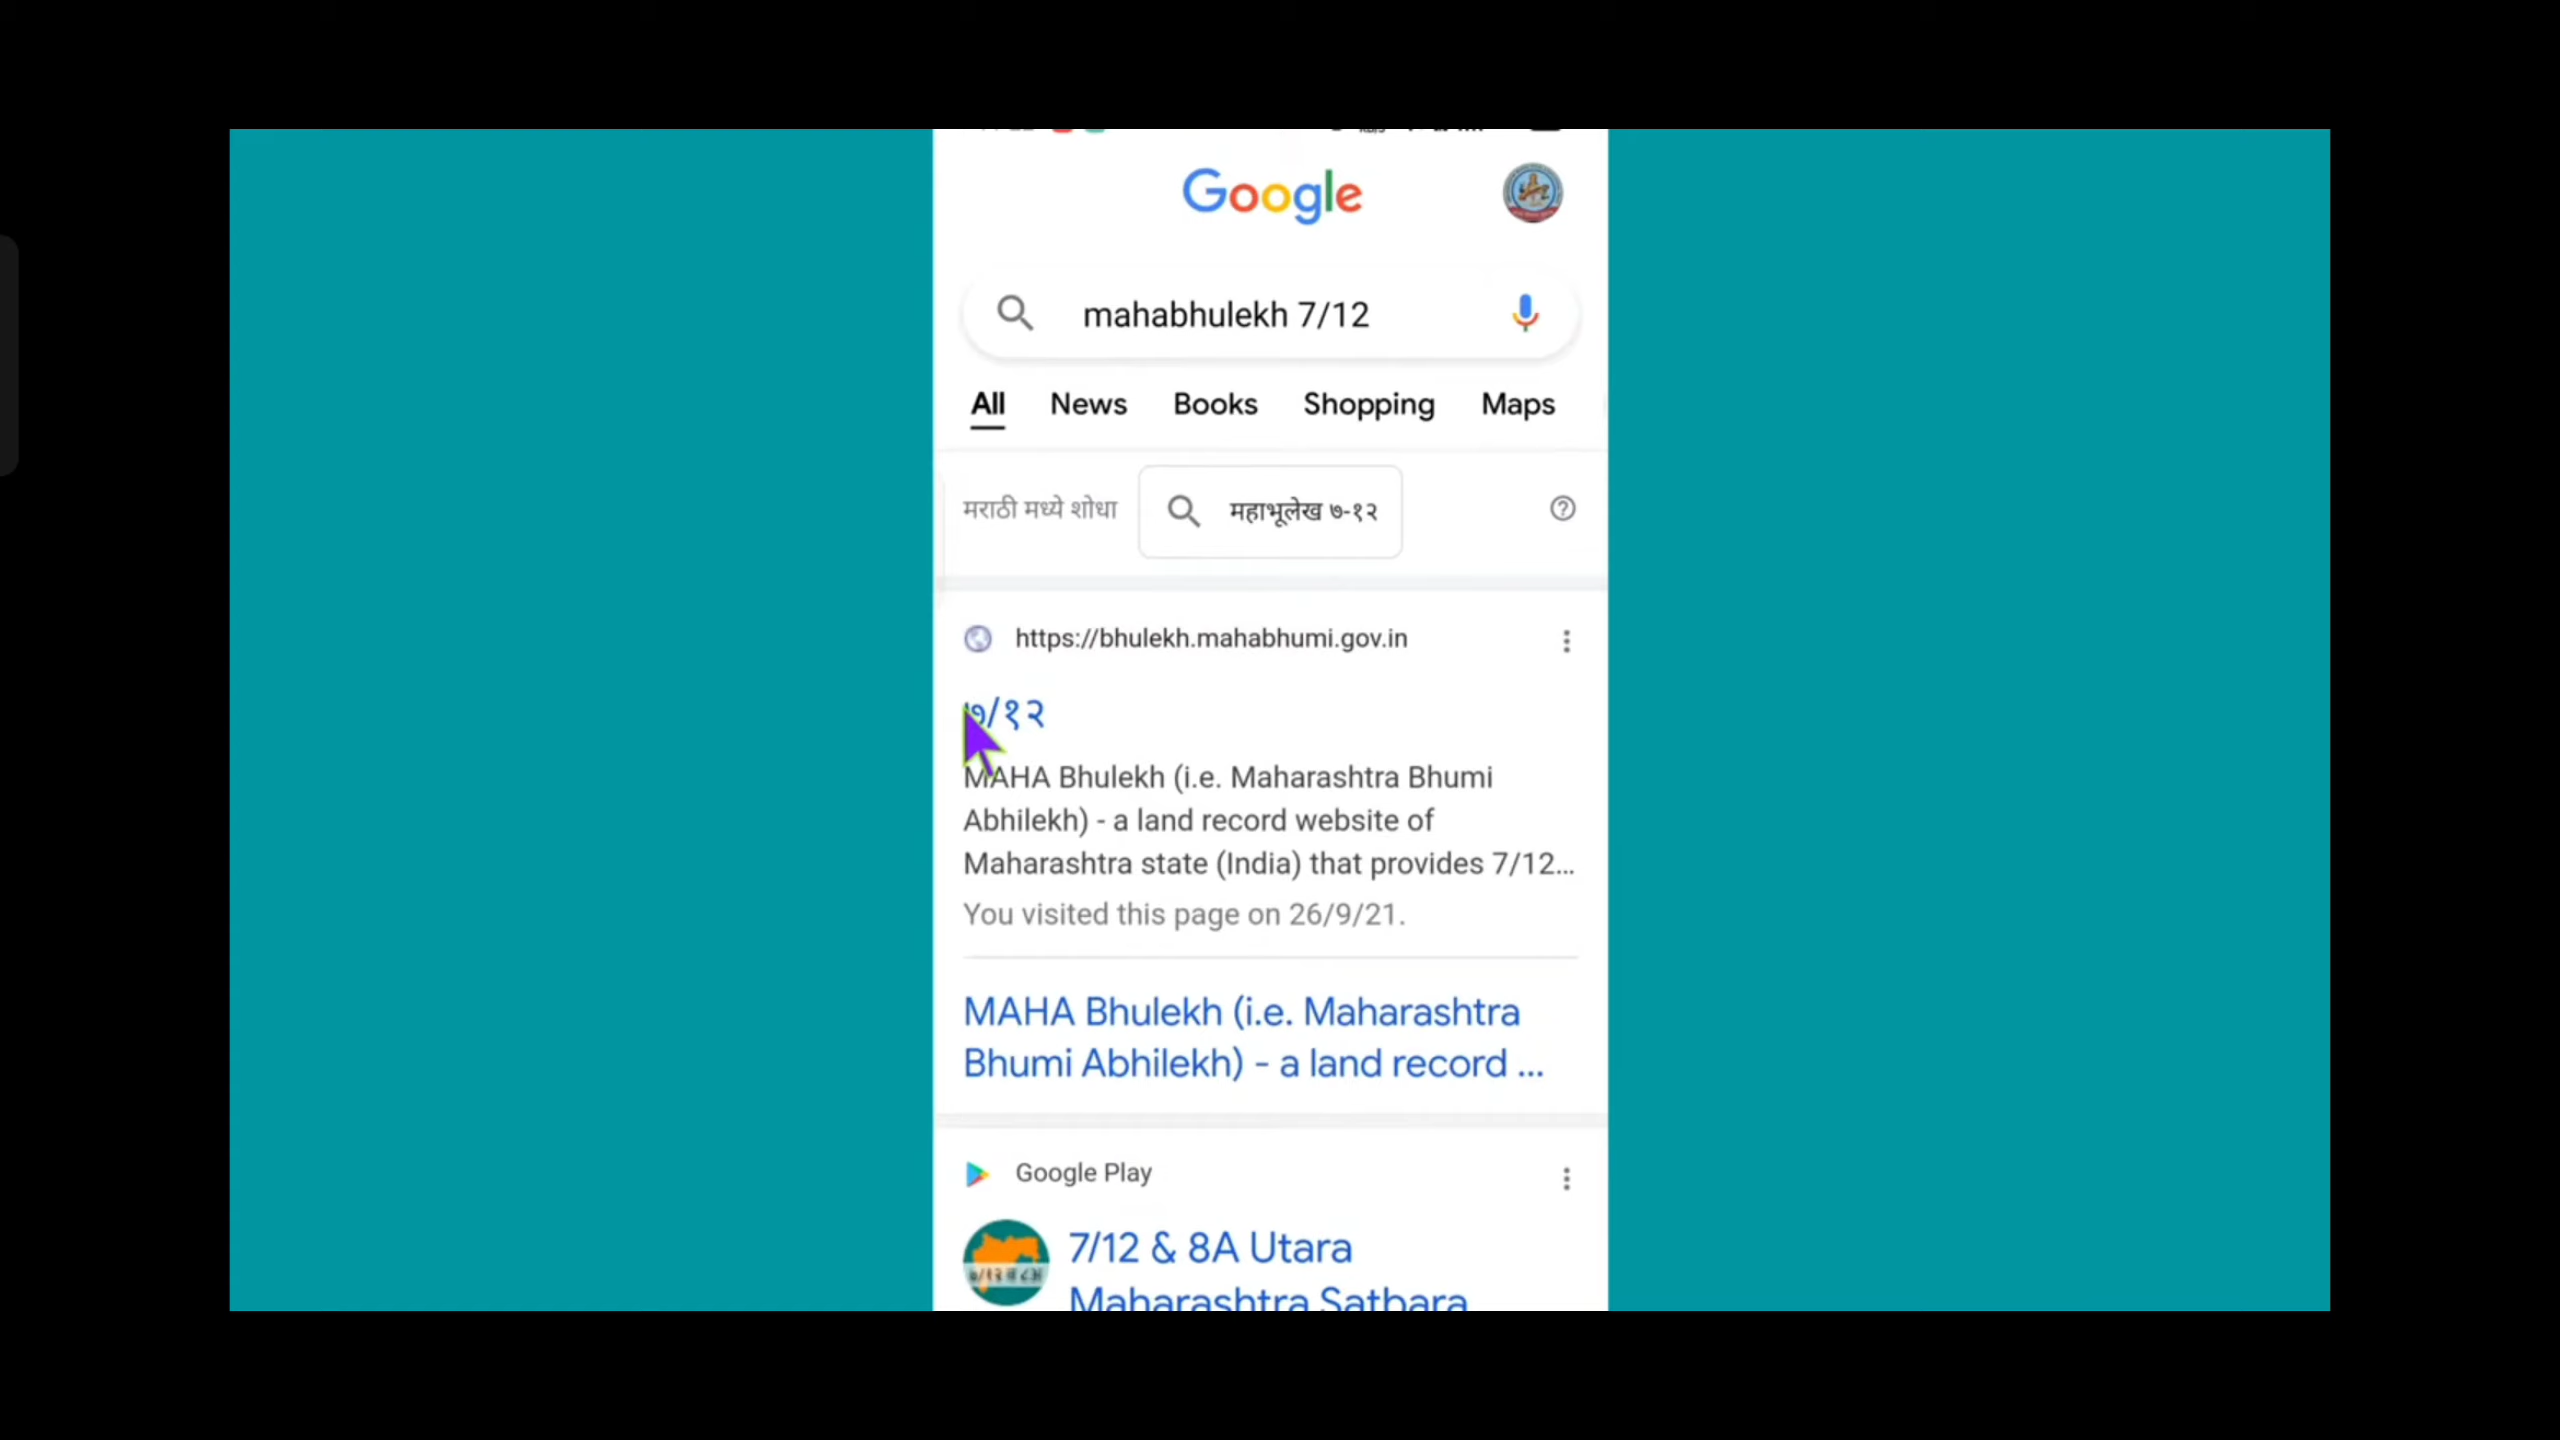 Google
mahabhulekh 7/12
All News Books Shopping Maps
मराठी मध्ये शोधा महाभूलेख ७-१२
https://bhulekh.mahabhumi.gov.in
७/१२
MAHA Bhulekh (i.e. Maharashtra Bhumi
Abhilekh) - a land record website of
Maharashtra state (India) that provides 7/12...
You visited this page on 26/9/21.
MAHA Bhulekh (i.e. Maharashtra
Bhumi Abhilekh) - a land record ...
Google Play
7/12 & 8A Utara
Maharashtra Satbara